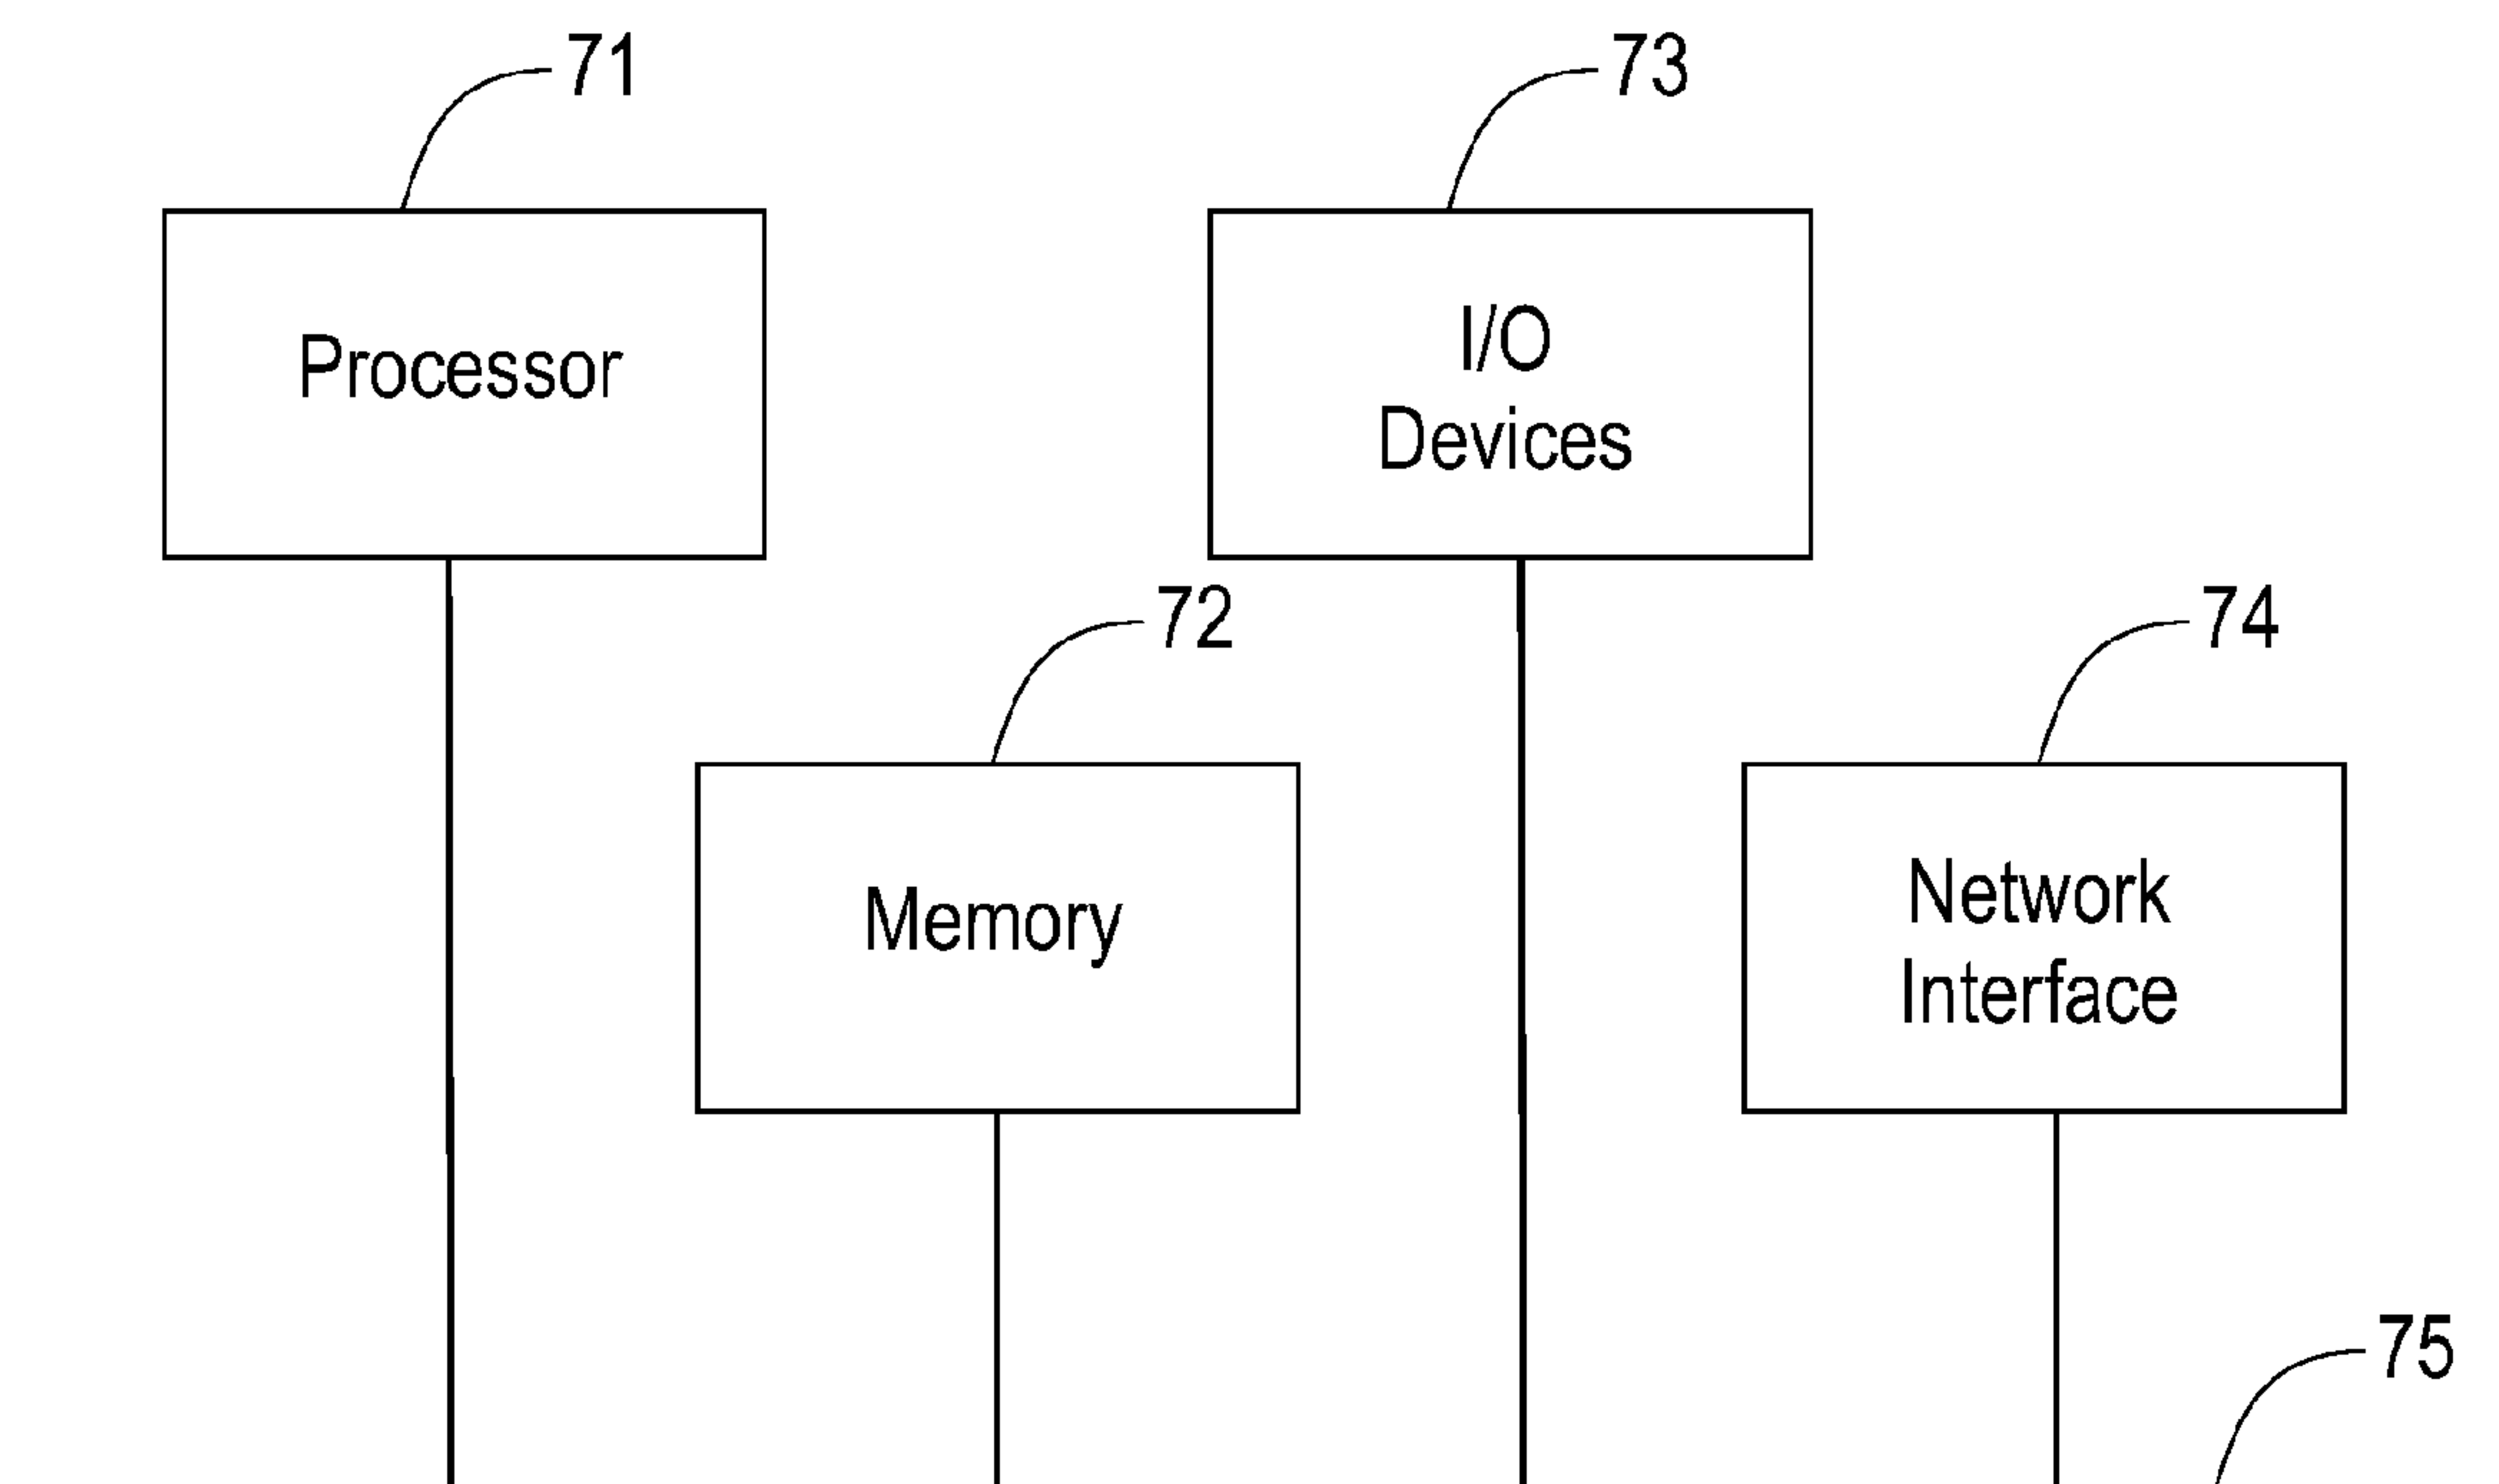 71
73
Processor
I/O
Devices
72
74
Memory
Network
Interface
75